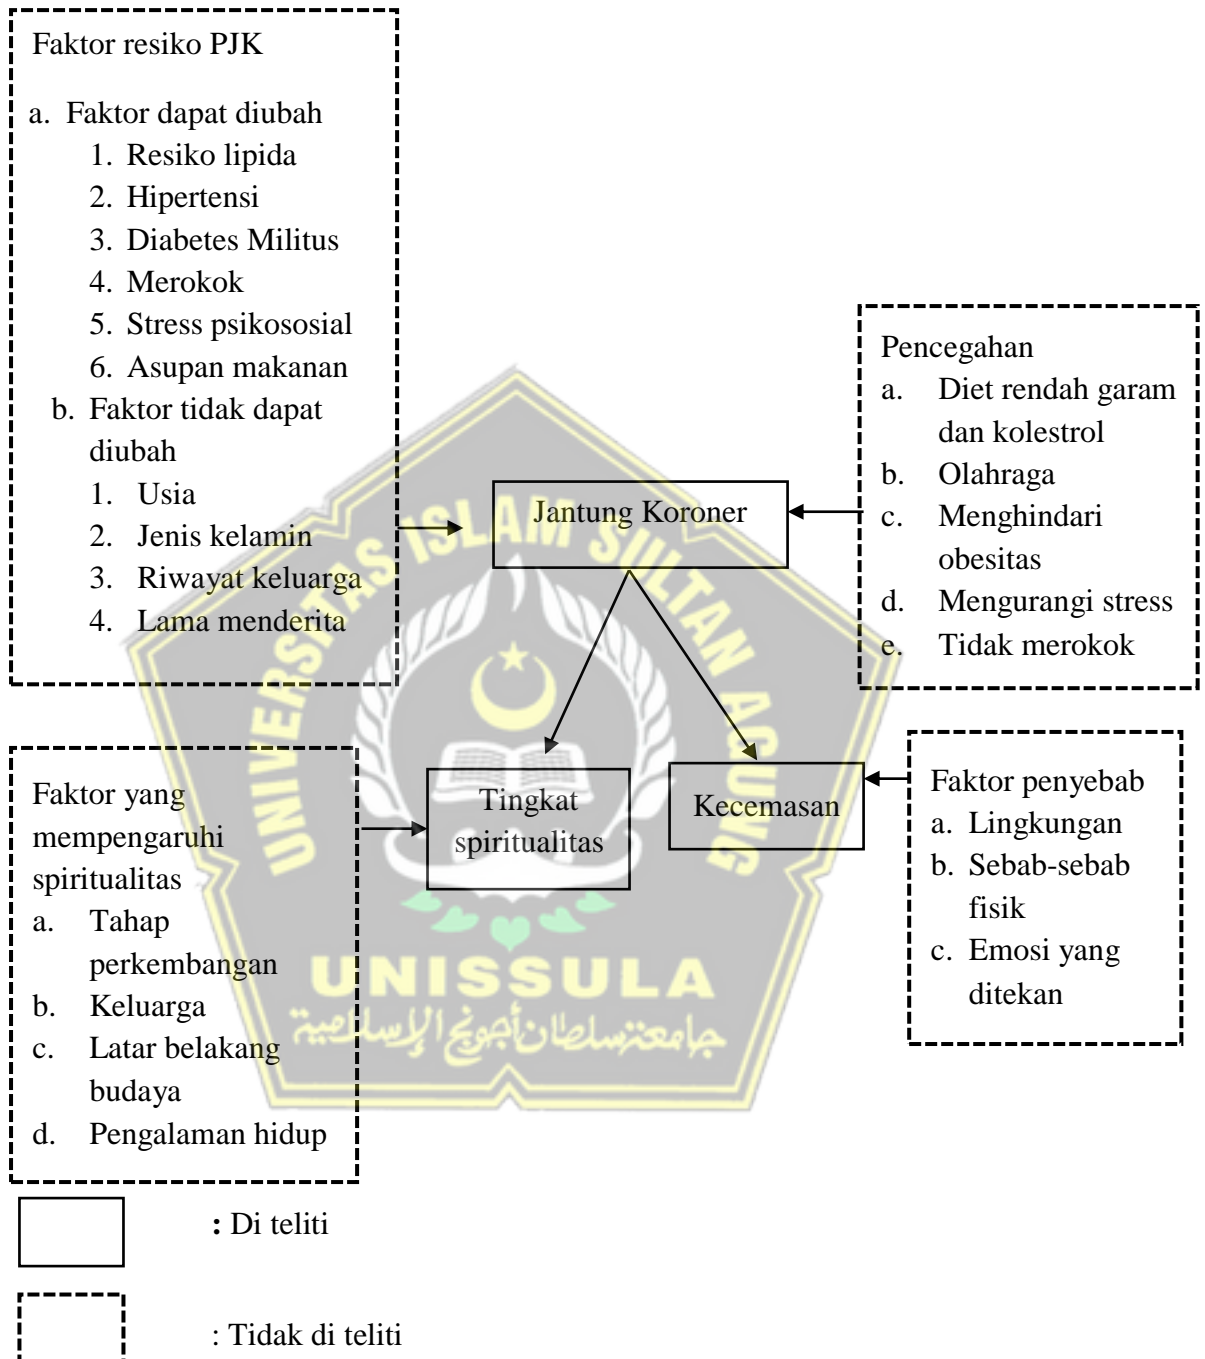 Faktor resiko PJK
a. Faktor dapat diubah
1. Resiko lipida
2. Hipertensi
3. Diabetes Militus
4. Merokok
5. Stress psikososial
6. Asupan makanan
b. Faktor tidak dapat
diubah
1. Usia
2. Jenis kelamin
3. Riwayat keluarga
4. Lama menderita
Jantung Koroner
Pencegahan
a. Diet rendah garam
dan kolestrol
b. Olahraga
c. Menghindari
obesitas
d. Mengurangi stress
e. Tidak merokok
Faktor yang
mempengaruhi
spiritualitas
a. Tahap
perkembangan
b. Keluarga
c. Latar belakang
budaya
d. Pengalaman hidup
Tingkat
spiritualitas
Kecemasan
Faktor penyebab
a. Lingkungan
b. Sebab-sebab
fisik
c. Emosi yang
ditekan
UNIVERSITAS ISLAM SULTAN AGUNG
UNISSULA
جامعتنسلطان أجونج الإسلامية
: Di teliti
: Tidak di teliti